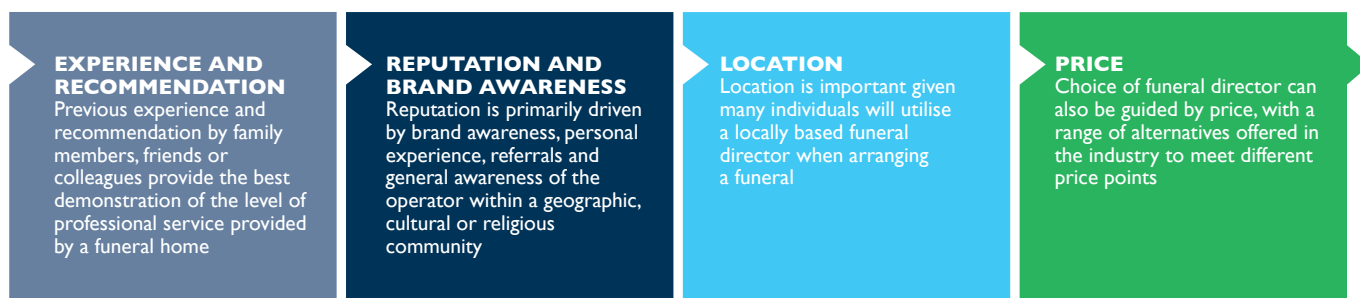 EXPERIENCE AND
RECOMMENDATION
Previous experience and
recommendation by family
members, friends or
colleagues provide the best
demonstration of the level of
professional service provided
by a funeral home
REPUTATION AND
BRAND AWARENESS
Reputation is primarily driven
by brand awareness, personal
experience, referrals and
general awareness of the
operator within a geographic,
cultural or religious
community
LOCATION
Location is important given
many individuals will utilise
a locally based funeral
director when arranging
a funeral
PRICE
Choice of funeral director can
also be guided by price, with a
range of alternatives offered in
the industry to meet different
price points